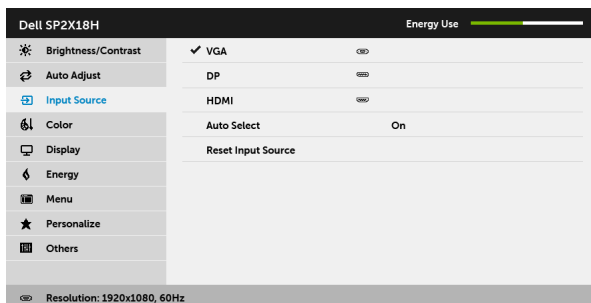 Dell SP2X18H
Energy Use
Brightness/Contrast
Auto Adjust
Input Source
Color
Display
Energy
Menu
Personalize
Others
VGA
DP
HDMI
Auto Select On
Reset Input Source
Resolution: 1920x1080, 60Hz